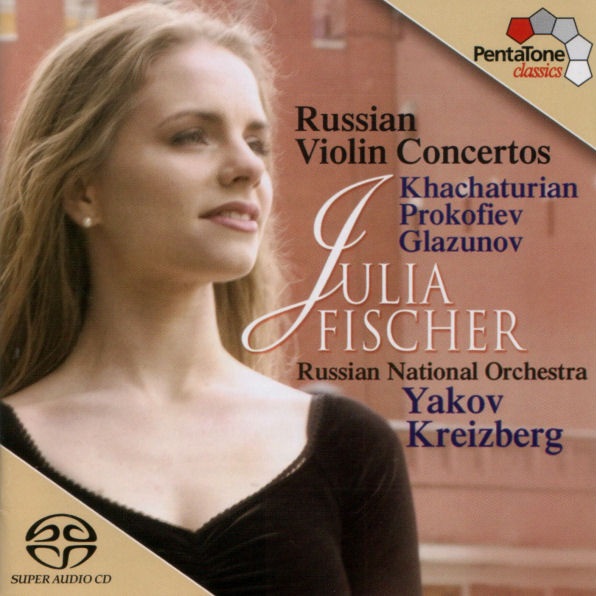 PentaTone
classics
Russian
Violin Concertos
Khachaturian
Prokofiev
Glazunov
JULIA
FISCHER
Russian National Orchestra
Yakov
Kreizberg
SUPER AUDIO CD